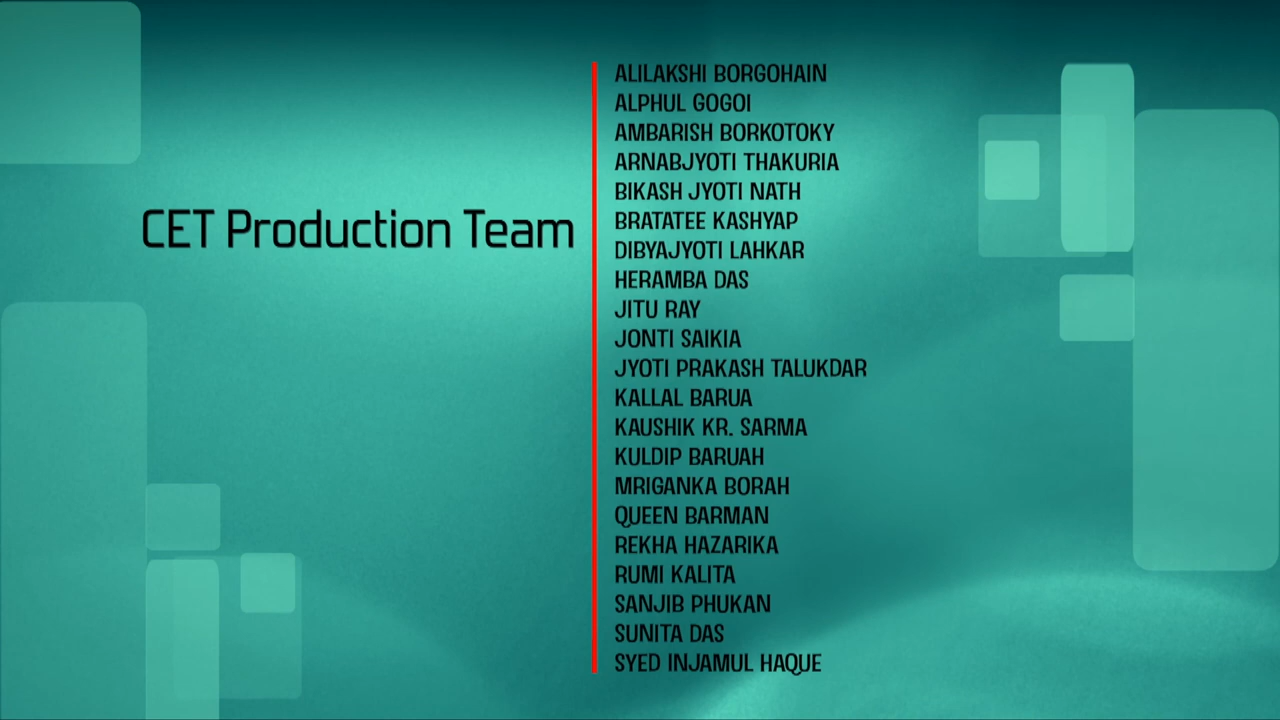 CET Production Team
ALILAKSHI BORGOHAIN
ALPHUL GOGOI
AMBARISH BORKOTOKY
ARNABJYOTI THAKURIA
BIKASH JYOTI NATH
BRATATEE KASHYAP
DIBYAJYOTI LAHKAR
HERAMBA DAS
JITU RAY
JONTI SAIKIA
JYOTI PRAKASH TALUKDAR
KALLAL BARUA
KAUSHIK KR. SARMA
KULDIP BARUAH
MRIGANKA BORAH
QUEEN BARMAN
REKHA HAZARIKA
RUMI KALITA
SANJIB PHUKAN
SUNITA DAS
SYED INJAMUL HAQUE